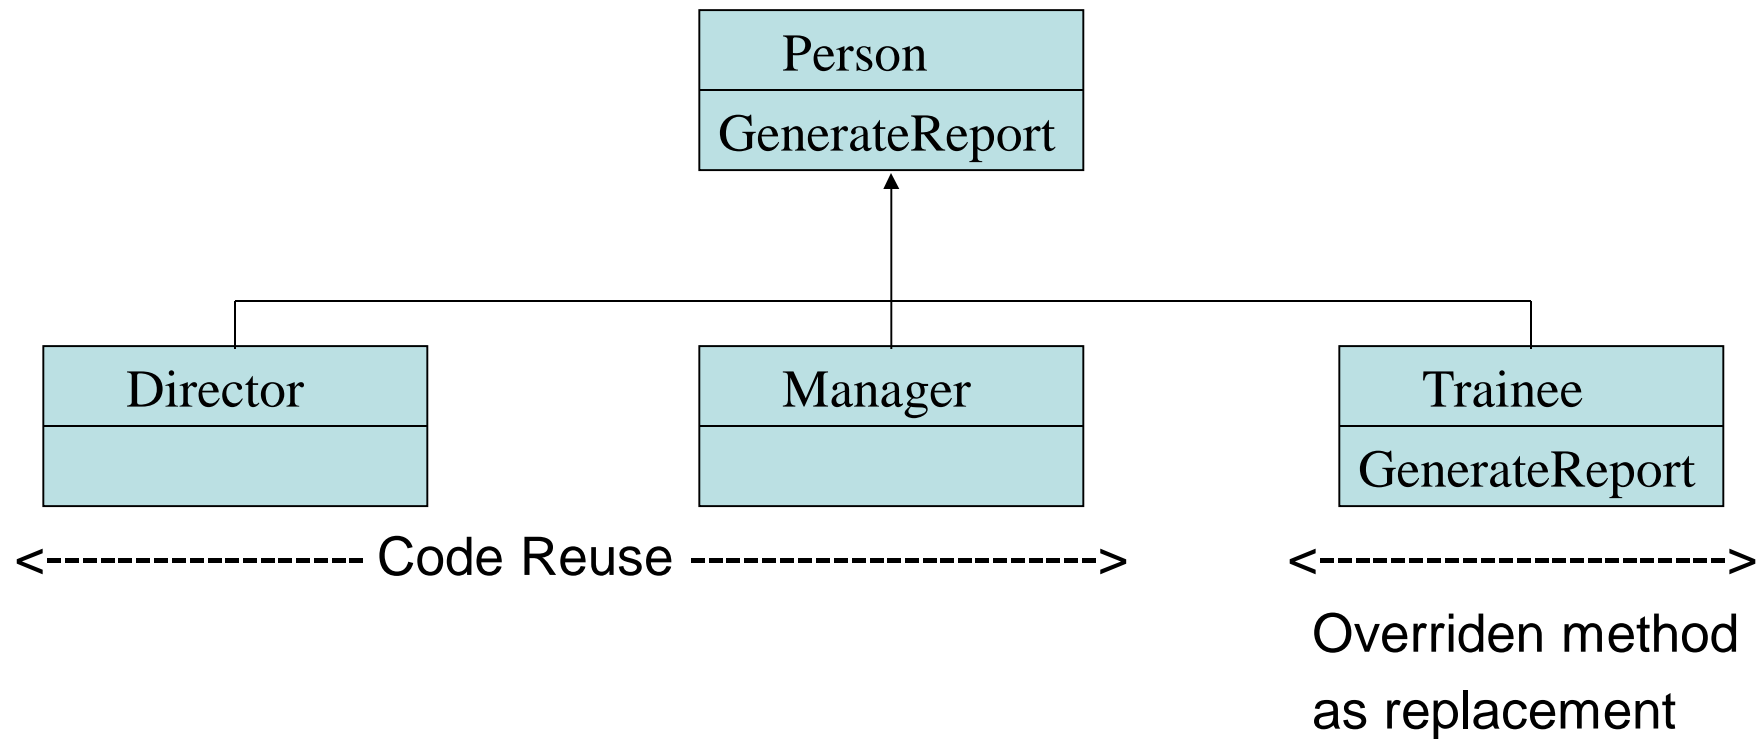 Person
GenerateReport
Director
Manager
Trainee
GenerateReport
<---------------- Code Reuse -------------------->
<-------------------->
Overriden method
as replacement